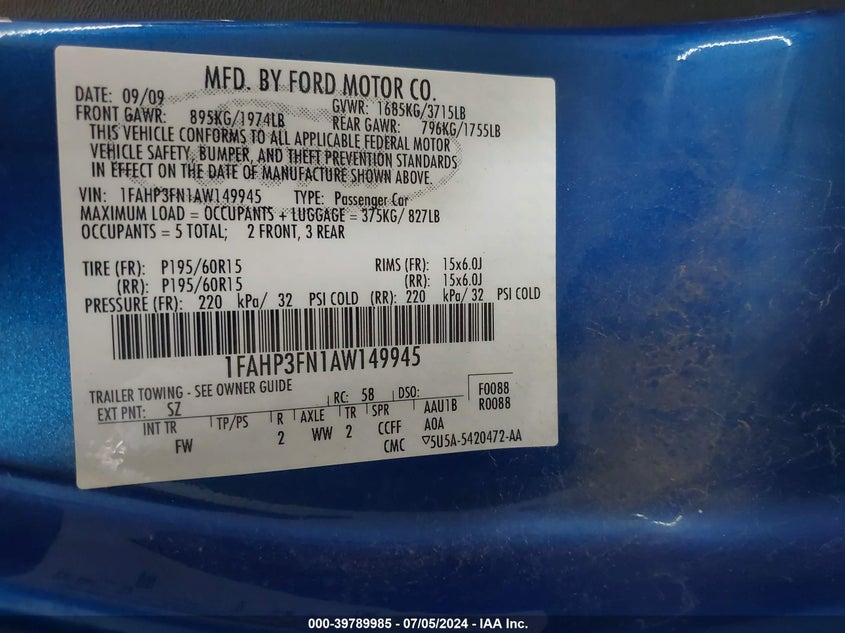 MFD. BY FORD MOTOR CO.
DATE: 09/09 GVWR: 1685KG/3715LB
FRONT GAWR: 895KG/1974LB REAR GAWR: 796KG/1755LB
THIS VEHICLE CONFORMS TO ALL APPLICABLE FEDERAL MOTOR
VEHICLE SAFETY, BUMPER, AND THEFT PREVENTION STANDARDS
IN EFFECT ON THE DATE OF MANUFACTURE SHOWN ABOVE.
VIN: 1FAHP3FN1AW149945 TYPE: Passenger Car
MAXIMUM LOAD = OCCUPANTS + LUGGAGE = 375KG/ 827LB
OCCUPANTS = 5 TOTAL; 2 FRONT, 3 REAR
TIRE (FR): P195/60R15 RIMS (FR): 15x6.0J
(RR): P195/60R15 (RR): 15x6.0J
PRESSURE (FR): 220 kPa/ 32 PSI COLD (RR): 220 kPa/ 32 PSI COLD
1FAHP3FN1AW149945
TRAILER TOWING - SEE OWNER GUIDE
EXT PNT: SZ RC: 58 DSO: F0088
INT TR TP/PS R AXLE TR SPR AAU1B R0088
FW 2 WW 2 CCFF AOA
CMC ▽5U5A-5420472-AA
000-39789985 - 07/05/2024 - IAA Inc.